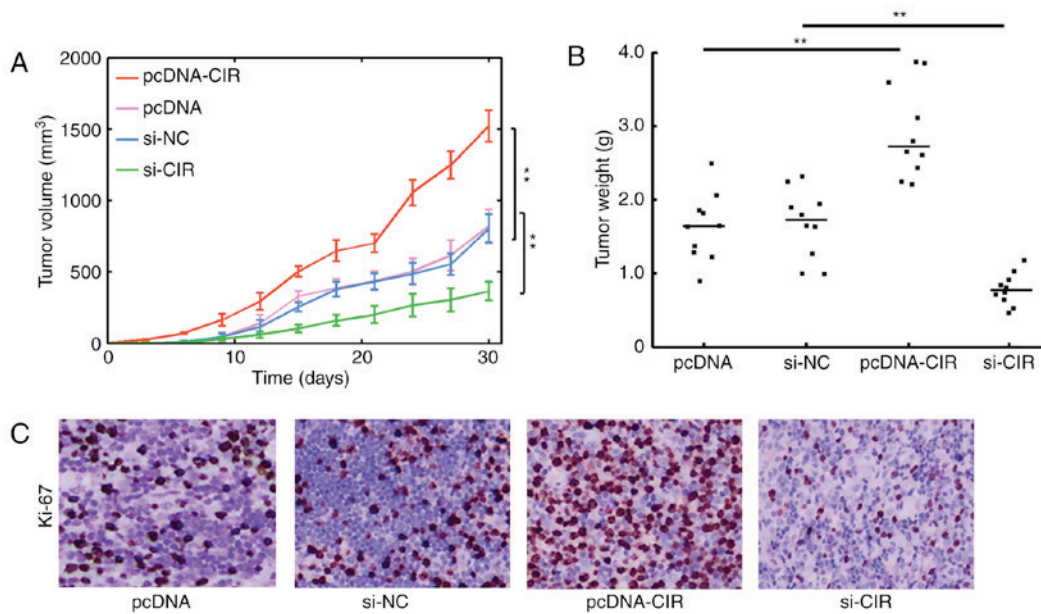 A
2000
1500
1000
500
0
Tumor volume (mm³)
pcDNA-CIR
pcDNA
si-NC
si-CIR
**
**
0
10
20
30
Time (days)
B
4.0
3.0
2.0
1.0
0
Tumor weight (g)
**
**
pcDNA
si-NC
pcDNA-CIR
si-CIR
C
Ki-67
pcDNA
si-NC
pcDNA-CIR
si-CIR